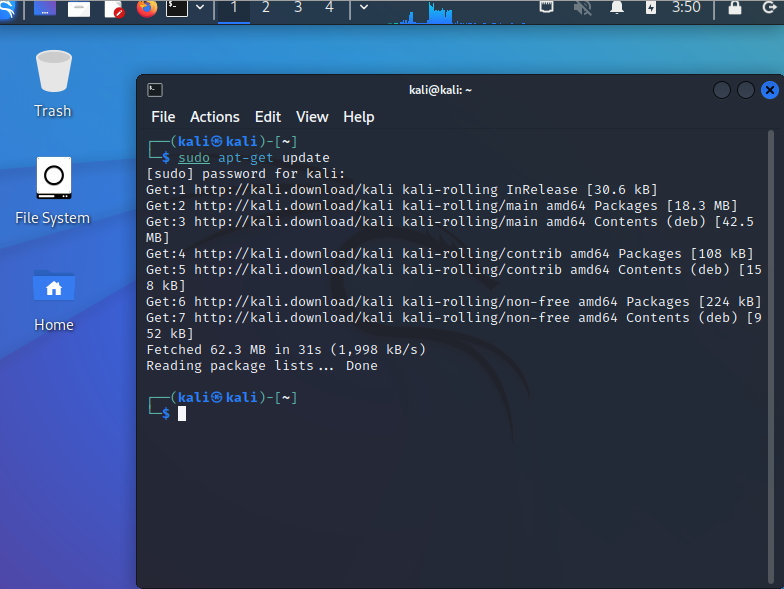 1 2 3 4 3:50
Trash
File System
Home
kali@kali: ~
File Actions Edit View Help
┌──(kali㉿kali)-[~]
└─$ sudo apt-get update
[sudo] password for kali:
Get:1 http://kali.download/kali kali-rolling InRelease [30.6 kB]
Get:2 http://kali.download/kali kali-rolling/main amd64 Packages [18.3 MB]
Get:3 http://kali.download/kali kali-rolling/main amd64 Contents (deb) [42.5
MB]
Get:4 http://kali.download/kali kali-rolling/contrib amd64 Packages [108 kB]
Get:5 http://kali.download/kali kali-rolling/contrib amd64 Contents (deb) [15
8 kB]
Get:6 http://kali.download/kali kali-rolling/non-free amd64 Packages [224 kB]
Get:7 http://kali.download/kali kali-rolling/non-free amd64 Contents (deb) [9
52 kB]
Fetched 62.3 MB in 31s (1,998 kB/s)
Reading package lists... Done
┌──(kali㉿kali)-[~]
└─$